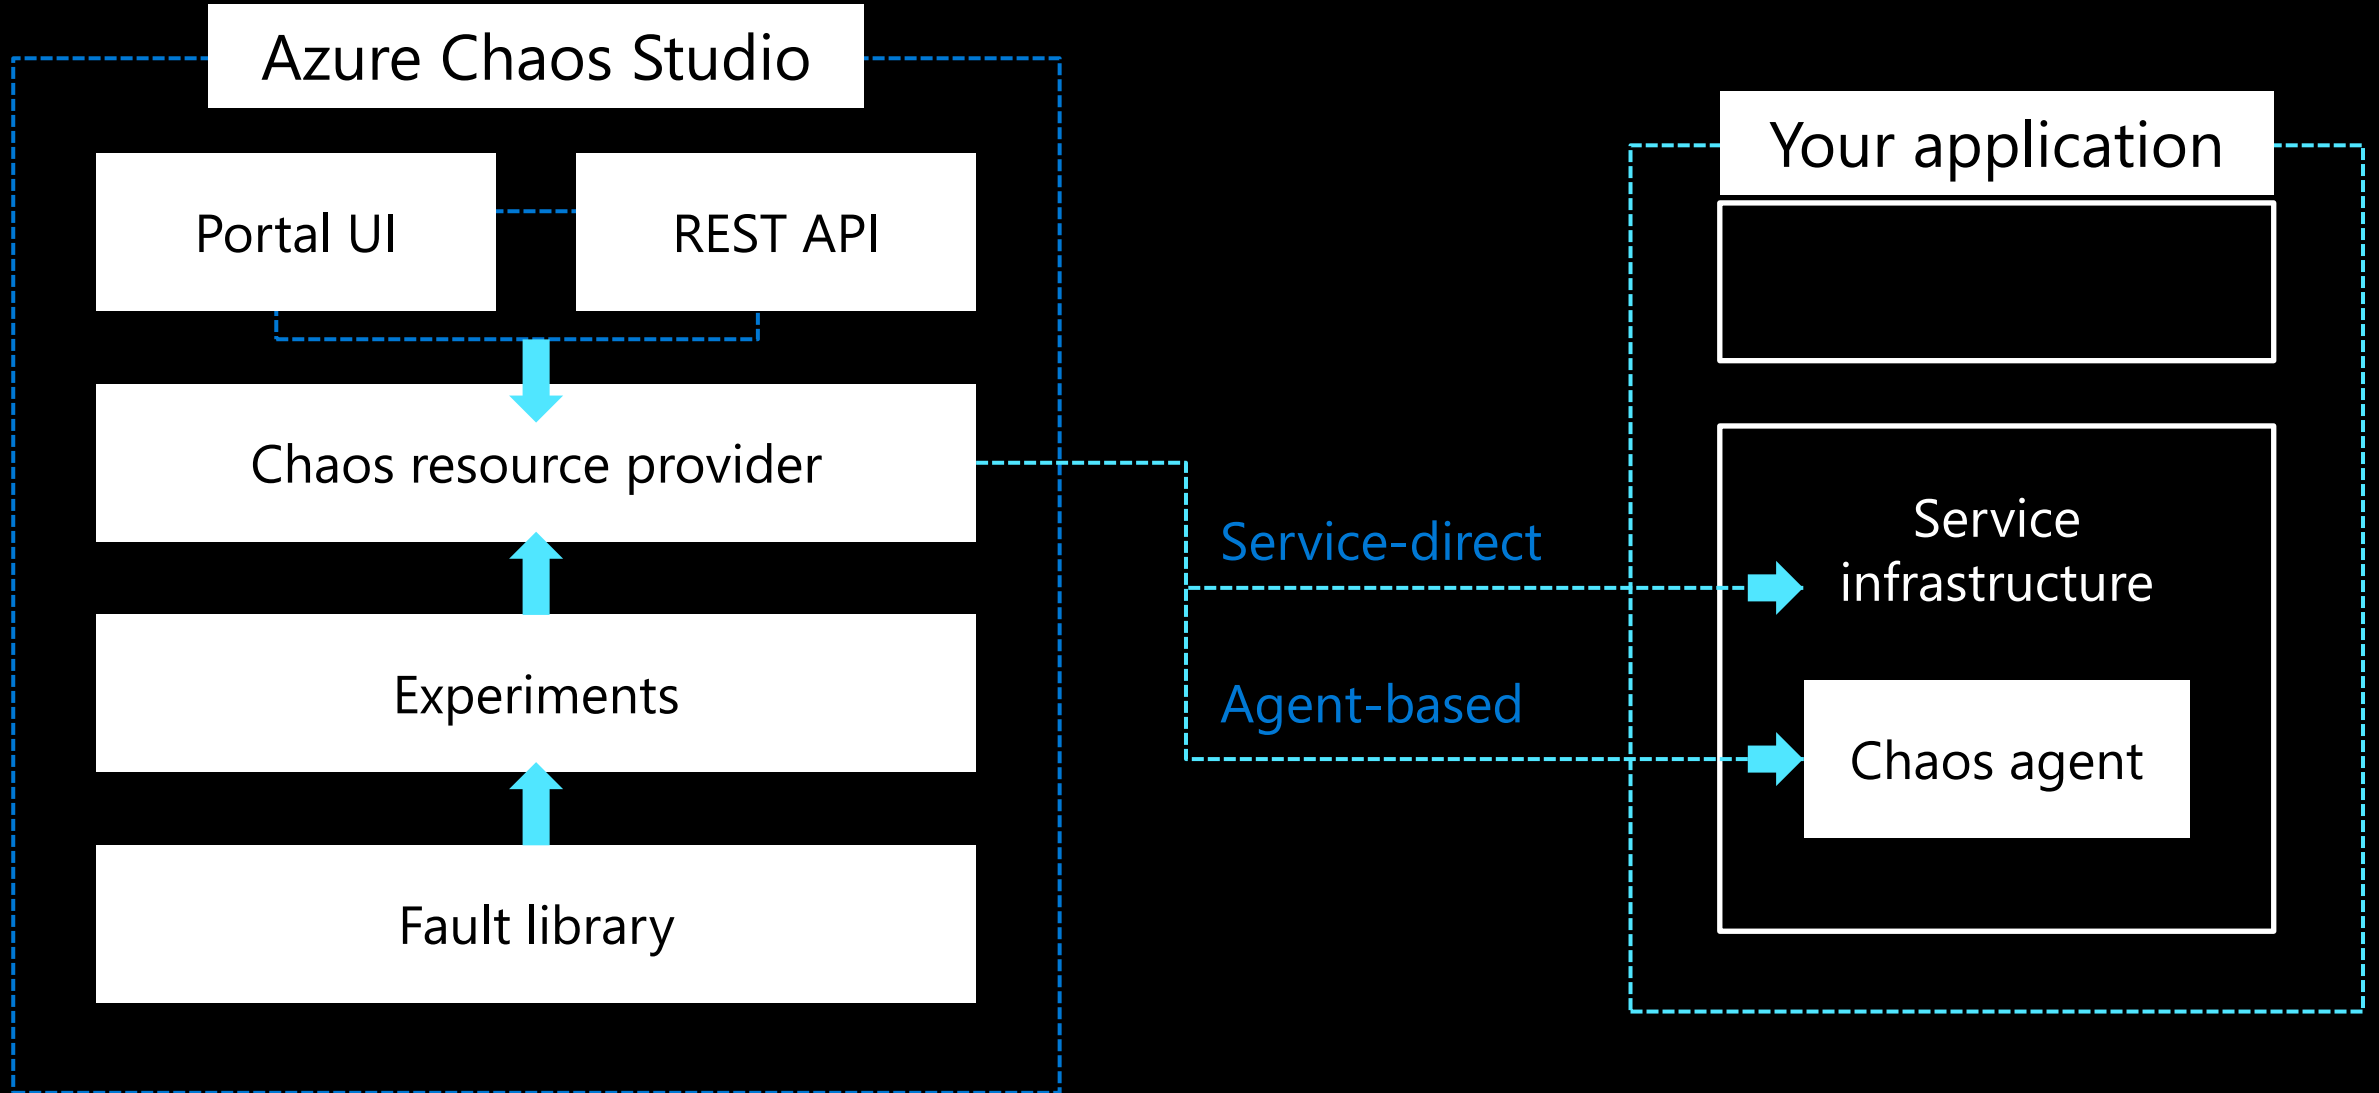 Azure Chaos Studio
Portal UI
REST API
Chaos resource provider
Experiments
Fault library
Service-direct
Agent-based
Your application
Service
infrastructure
Chaos agent